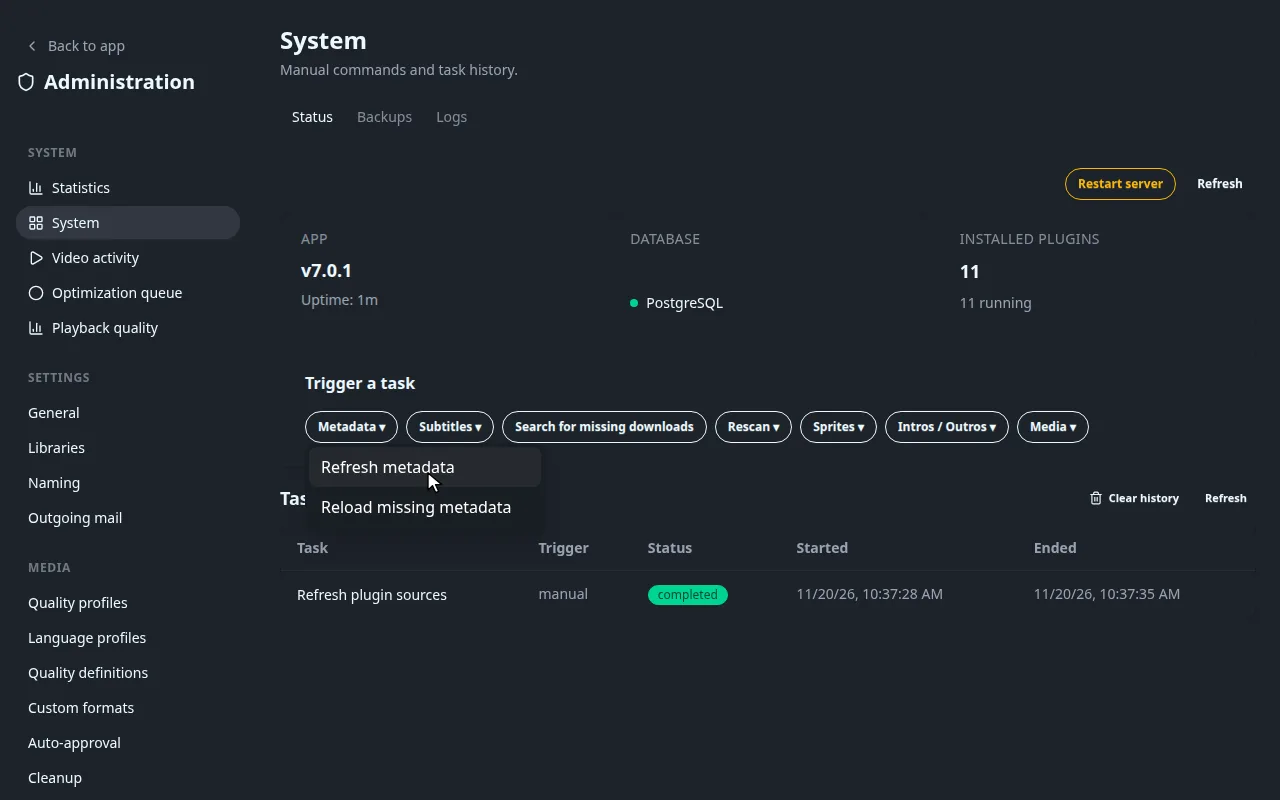 Back to app
Administration
SYSTEM
Statistics
System
Video activity
Optimization queue
Playback quality
SETTINGS
General
Libraries
Naming
Outgoing mail
MEDIA
Quality profiles
Language profiles
Quality definitions
Custom formats
Auto-approval
Cleanup
System
Manual commands and task history.
Status Backups Logs
Restart server Refresh
APP DATABASE INSTALLED PLUGINS
v7.0.1 11
Uptime: 1m PostgreSQL 11 running
Trigger a task
Metadata ▾ Subtitles ▾ Search for missing downloads Rescan ▾ Sprites ▾ Intros / Outros ▾ Media ▾
Refresh metadata
Reload missing metadata
Tas Clear history Refresh
Task Trigger Status Started Ended
Refresh plugin sources manual completed 11/20/26, 10:37:28 AM 11/20/26, 10:37:35 AM